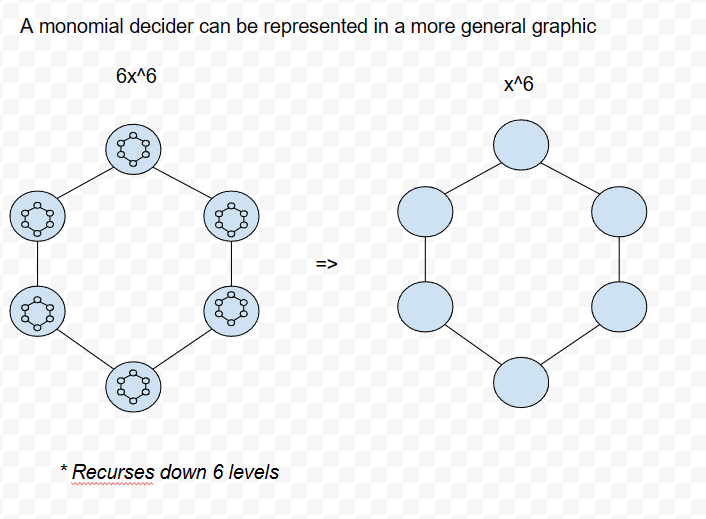 A monomial decider can be represented in a more general graphic
6x^6
x^6
=>
* Recurses down 6 levels